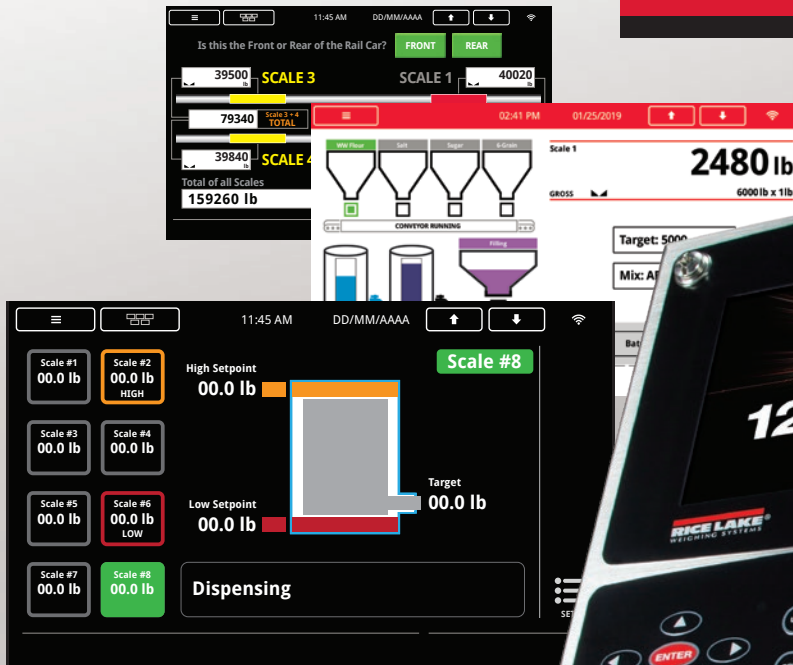 11:45 AM DD/MM/AAAA
Is this the Front or Rear of the Rail Car? FRONT REAR
39500 lb SCALE 3 SCALE 1 40020 lb
79340 Scale 3 + 4 TOTAL
39840 lb SCALE
Total of all Scales
159260 lb
02:41 PM 01/25/2019
WW Flour Salt Sugar 6-Grain
CONVEYOR RUNNING
Filling
Scale 1
2480 lb
GROSS 6000 lb x 1lb
Target: 5000
Mix:
11:45 AM DD/MM/AAAA
Scale #1
00.0 lb
Scale #2
00.0 lb
HIGH
Scale #3
00.0 lb
Scale #4
00.0 lb
Scale #5
00.0 lb
Scale #6
00.0 lb
LOW
Scale #7
00.0 lb
Scale #8
00.0 lb
High Setpoint
00.0 lb
Low Setpoint
00.0 lb
Scale #8
Target
00.0 lb
Dispensing
12
RICE LAKE®
WEIGHING SYSTEMS
ENTER